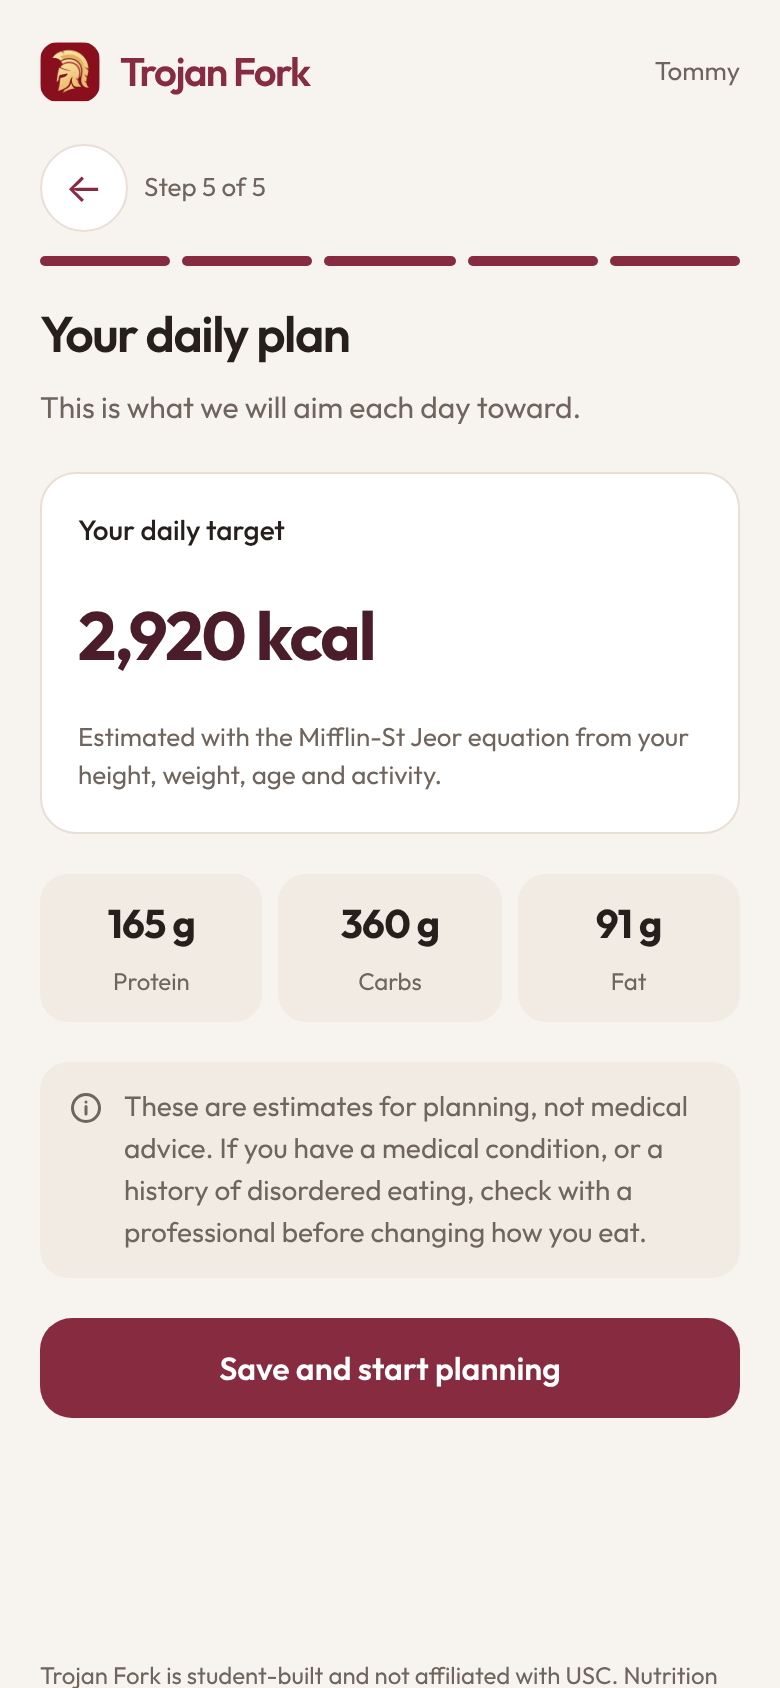 Trojan Fork
Tommy
Step 5 of 5
Your daily plan
This is what we will aim each day toward.
Your daily target
2,920 kcal
Estimated with the Mifflin-St Jeor equation from your
height, weight, age and activity.
165 g
Protein
360 g
Carbs
91 g
Fat
These are estimates for planning, not medical
advice. If you have a medical condition, or a
history of disordered eating, check with a
professional before changing how you eat.
Save and start planning
Trojan Fork is student-built and not affiliated with USC. Nutrition